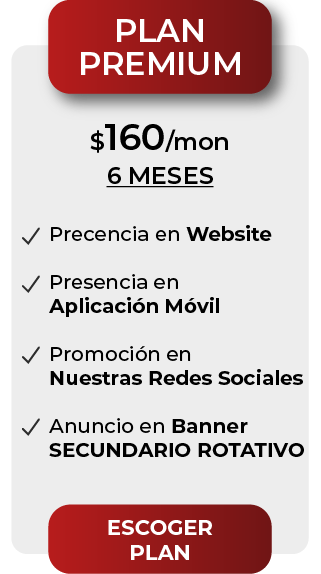 PLAN
PREMIUM
$160/mon
6 MESES
Precencia en Website
Presencia en
Aplicación Móvil
Promoción en
Nuestras Redes Sociales
Anuncio en Banner
SECUNDARIO ROTATIVO
ESCOGER
PLAN